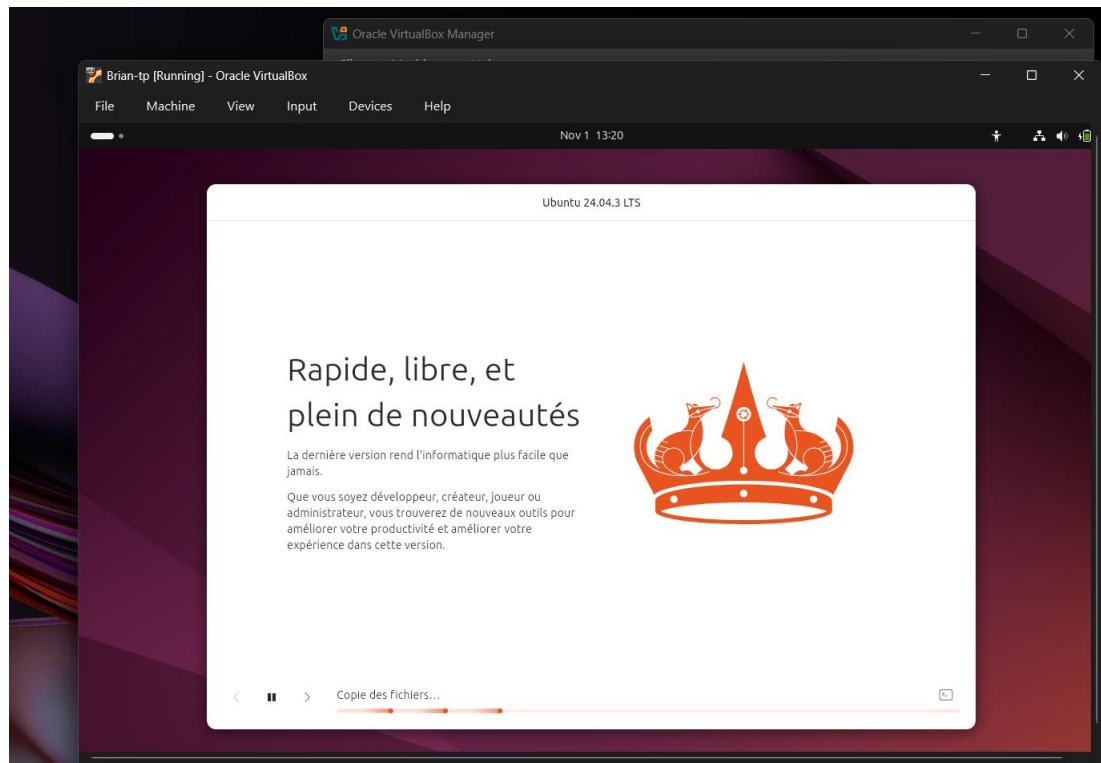 Oracle VirtualBox Manager
Brian-tp [Running] - Oracle VirtualBox
File Machine View Input Devices Help
Nov 1 13:20
Ubuntu 24.04.3 LTS
Rapide, libre, et
plein de nouveautés
La dernière version rend l'informatique plus facile que
jamais.
Que vous soyez développeur, créateur, joueur ou
administrateur, vous trouverez de nouveaux outils pour
améliorer votre productivité et améliorer votre
expérience dans cette version.
Copie des fichiers...